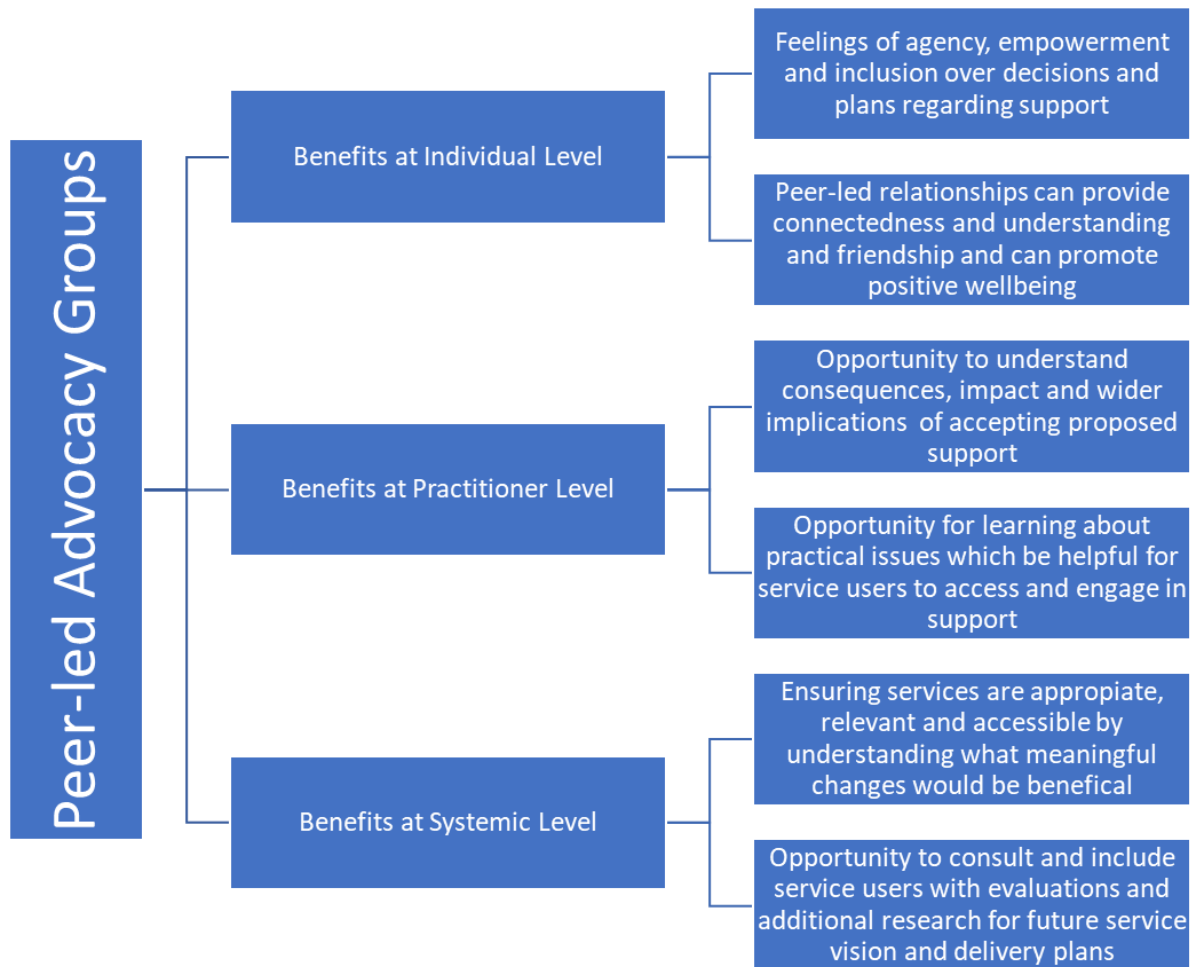 Peer-led Advocacy Groups
Benefits at Individual Level
Feelings of agency, empowerment
and inclusion over decisions and
plans regarding support
Peer-led relationships can provide
connectedness and understanding
and friendship and can promote
positive wellbeing
Benefits at Practitioner Level
Opportunity to understand
consequences, impact and wider
implications  of accepting proposed
support
Opportunity for learning about
practical issues which be helpful for
service users to access and engage in
support
Benefits at Systemic Level
Ensuring services are appropiate,
relevant and accessible by
understanding what meaningful
changes would be benefical
Opportunity to consult and include
service users with evaluations and
additional research for future service
vision and delivery plans